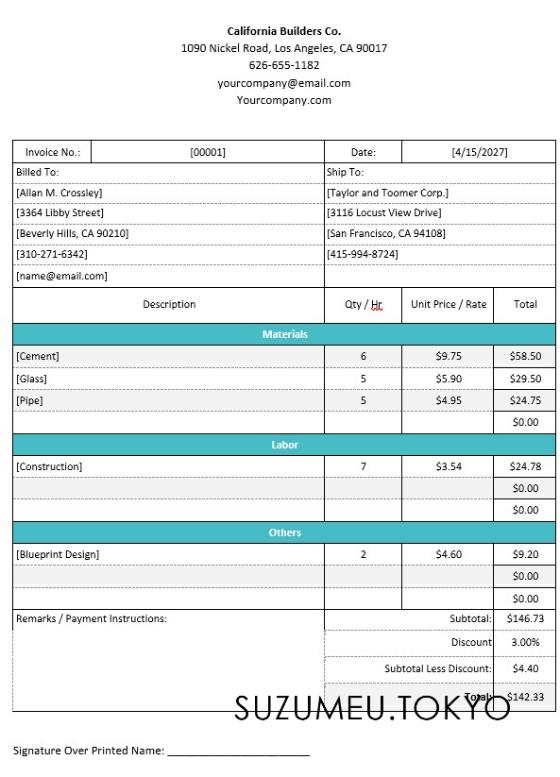 California Builders Co.
1090 Nickel Road, Los Angeles, CA 90017
626-655-1182
yourcompany@email.com
Yourcompany.com
Invoice No.: [00001] Date: [4/15/2027]
Billed To: Ship To:
[Allan M. Crossley] [Taylor and Toomer Corp.]
[3364 Libby Street] [3116 Locust View Drive]
[Beverly Hills, CA 90210] [San Francisco, CA 94108]
[310-271-6342] [415-994-8724]
[name@email.com]
Description Qty / Hr Unit Price / Rate Total
Materials
[Cement] 6 $9.75 $58.50
[Glass] 5 $5.90 $29.50
[Pipe] 5 $4.95 $24.75
$0.00
Labor
[Construction] 7 $3.54 $24.78
$0.00
$0.00
Others
[Blueprint Design] 2 $4.60 $9.20
$0.00
$0.00
Remarks / Payment Instructions: Subtotal: $146.73
Discount 3.00%
Subtotal Less Discount: $4.40
Total: $142.33
SUZUMEU.TOKYO
Signature Over Printed Name: ______________________